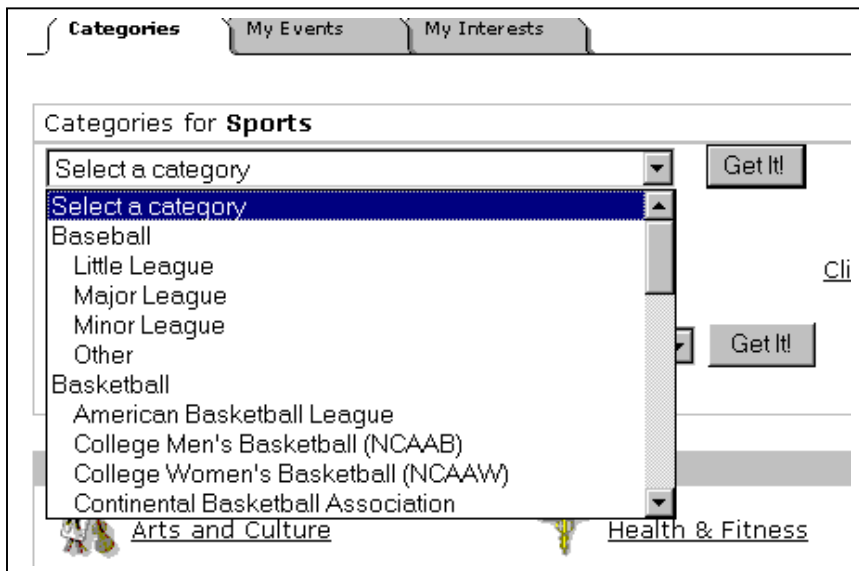 Categories My Events My Interests
Categories for Sports
Select a category Get It!
Select a category
Baseball
Little League
Cli
Major League
Minor League
Other Get It!
Basketball
American Basketball League
College Men's Basketball (NCAAB)
College Women's Basketball (NCAAW)
Continental Basketball Association
Arts and Culture Health & Fitness